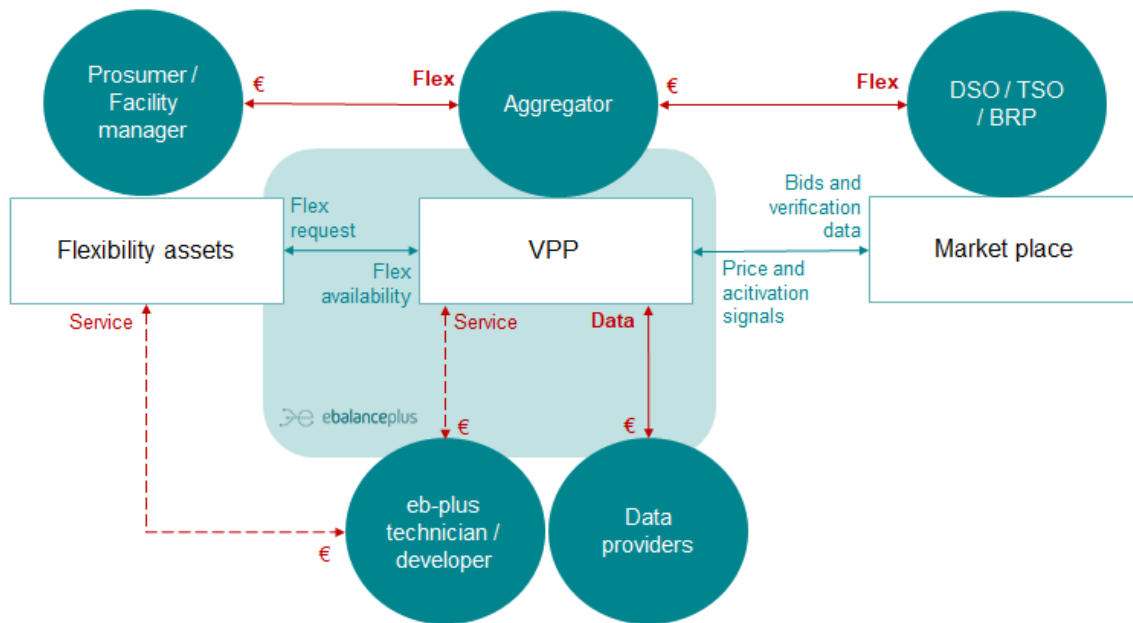 Prosumer /
Facility
manager
€
Flex
Aggregator
€
Flex
DSO / TSO
/ BRP
Flexibility assets
Flex
request
Flex
availability
VPP
Bids and
verification
data
Price and
acitivation
signals
Market place
Service
Service
Data
ebalanceplus
€
€
€
eb-plus
technician /
developer
Data
providers